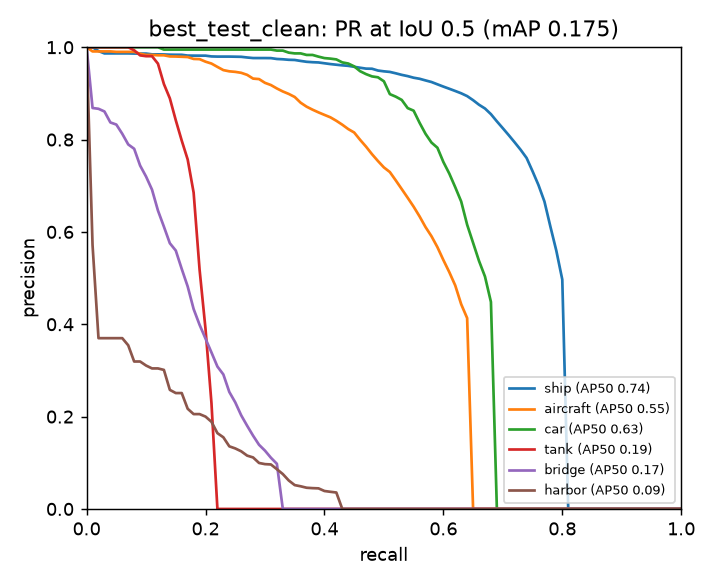 best_test_clean: PR at IoU 0.5 (mAP 0.175)
precision
1.0
0.8
0.6
0.4
0.2
0.0
0.0 0.2 0.4 0.6 0.8 1.0
recall
ship (AP50 0.74)
aircraft (AP50 0.55)
car (AP50 0.63)
tank (AP50 0.19)
bridge (AP50 0.17)
harbor (AP50 0.09)